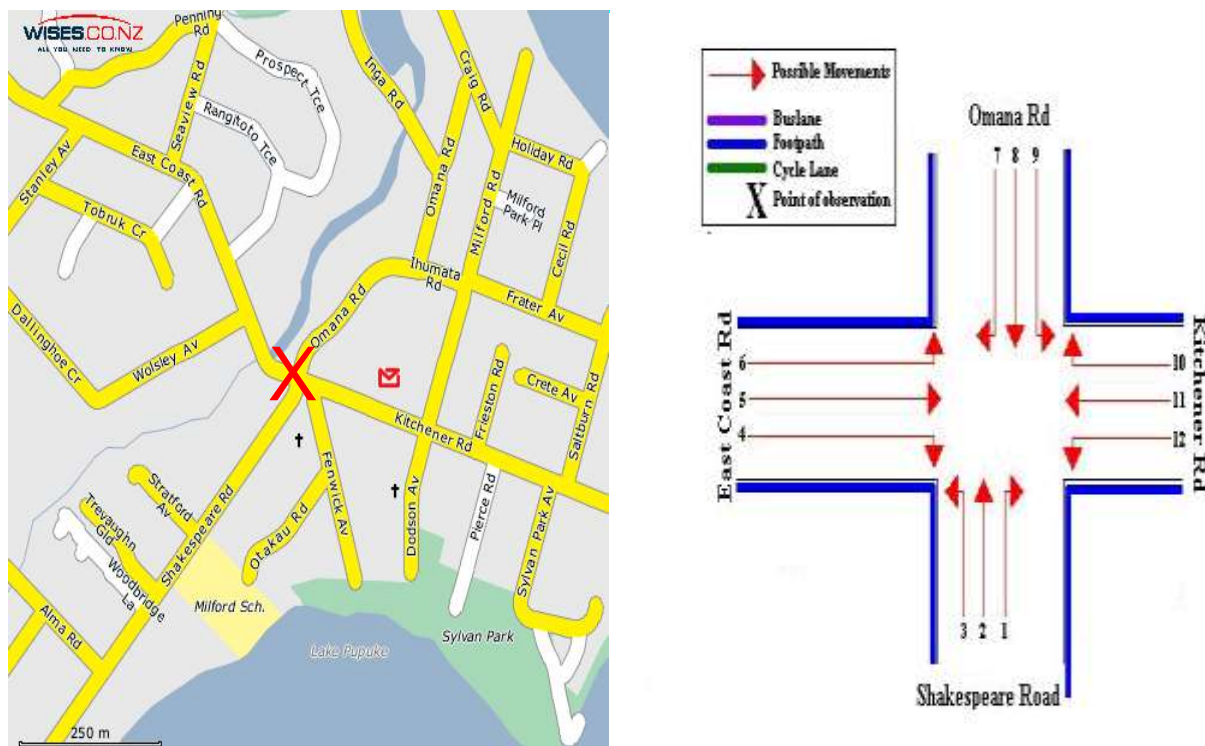 WISES.CO.NZ
ALL YOU NEED TO KNOW
Penning
Rd
Seaview Rd
Prospect Tce
Rangitoto Tce
East Coast Rd
Stanley Av
Tobruk Cr
Dallinghoe Cr
Wolsley Av
Inga Rd
Craig Rd
Omana Rd
Milford Rd
Holiday Rd
Milford
Park Pl
Cecil Rd
Ihumata
Rd
Omana Rd
Frater Av
X
Kitchener Rd
Frieston Rd
Crete Av
Saltburn Rd
Fenwick Av
Otakau Rd
Dodson Av
Pierce Rd
Sylvan Park Av
Shakespeare Rd
Stratford
Av
Trevaughn
Gld
Woodbridge
La
Alma Rd
Milford Sch.
Lake Pupuke
Sylvan Park
250 m
Possible Movements
Buslane
Footpath
Cycle Lane
X Point of observation
Omana Rd
7 8 9
East Coast Rd
6
5
4
Kitchener Rd
10
11
12
3 2 1
Shakespeare Road